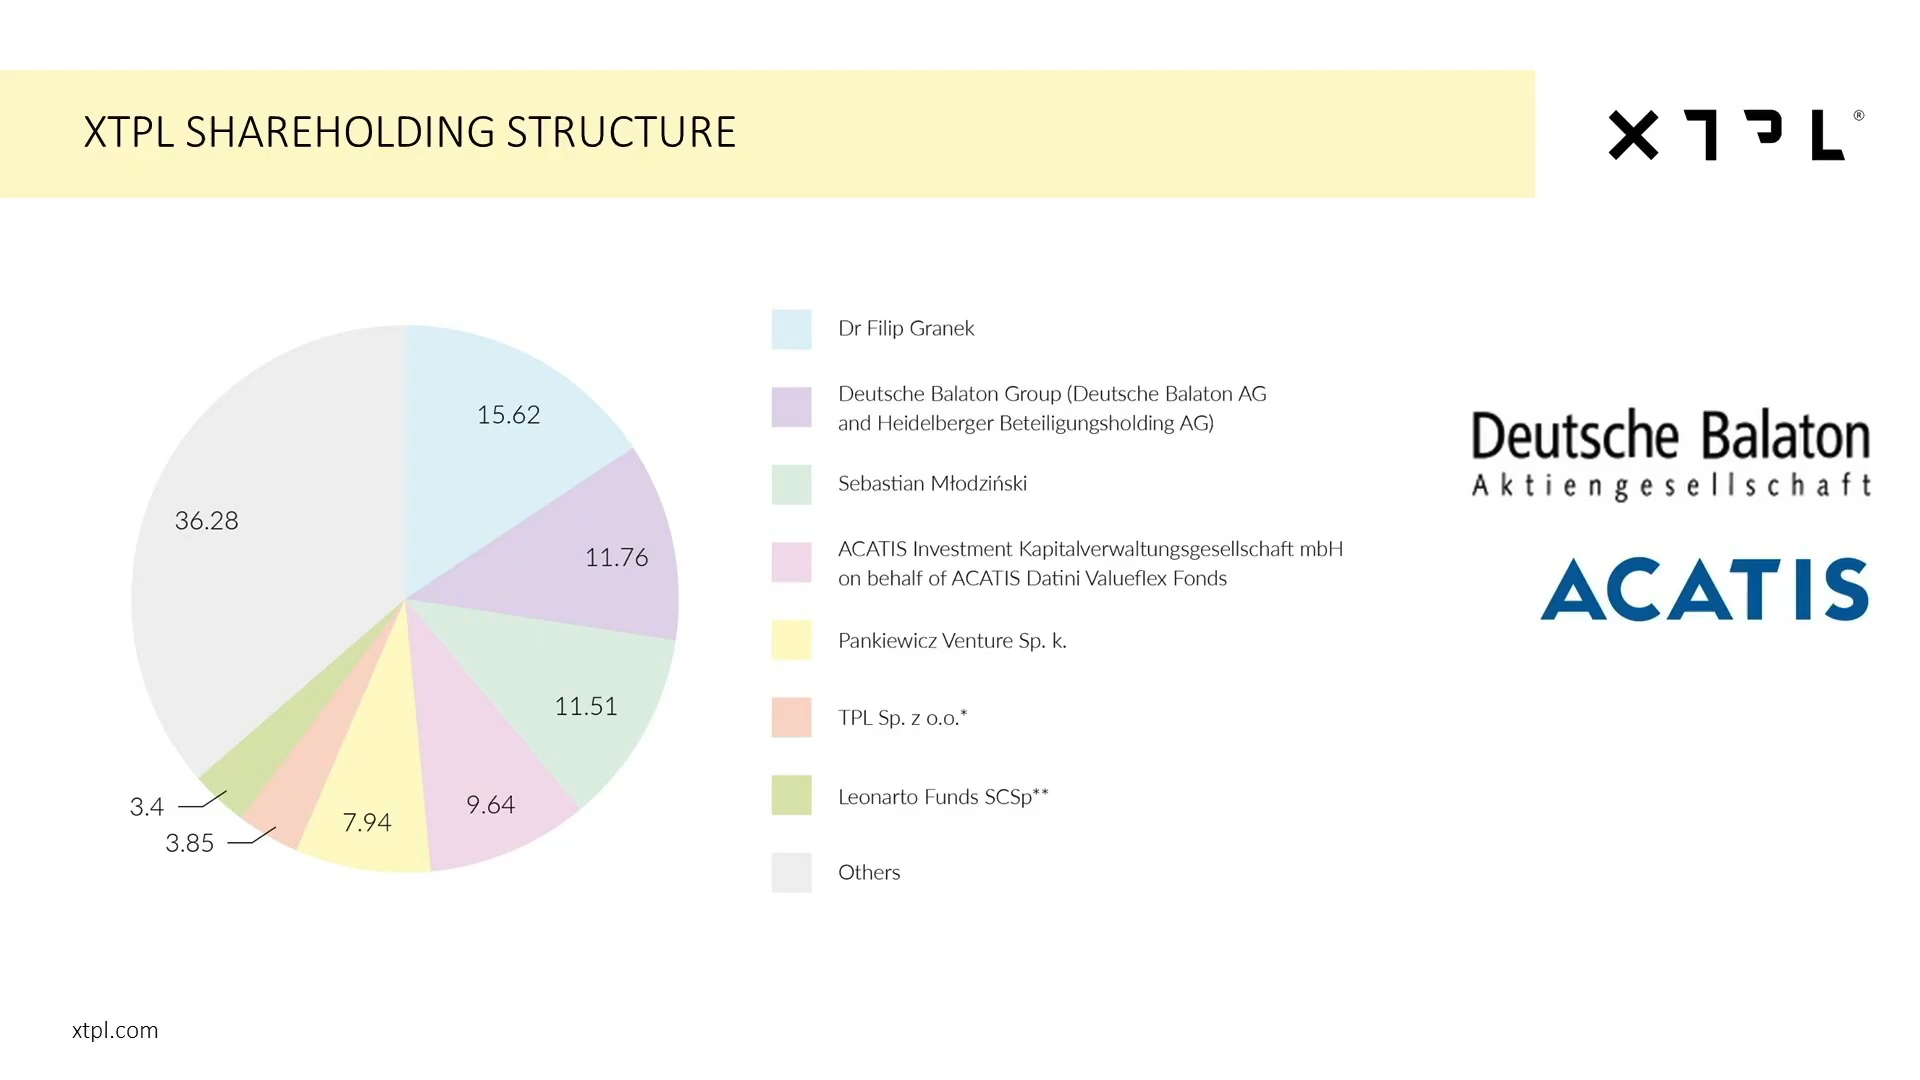 XTPL SHAREHOLDING STRUCTURE
XTPL®
15.62
11.76
11.51
9.64
7.94
3.85
3.4
36.28
Dr Filip Granek
Deutsche Balaton Group (Deutsche Balaton AG
and Heidelberger Beteiligungsholding AG)
Sebastian Młodziński
ACATIS Investment Kapitalverwaltungsgesellschaft mbH
on behalf of ACATIS Datini Valueflex Fonds
Pankiewicz Venture Sp. k.
TPL Sp. z o.o.*
Leonarto Funds SCSp**
Others
Deutsche Balaton
Aktiengesellschaft
ACATIS
xtpl.com